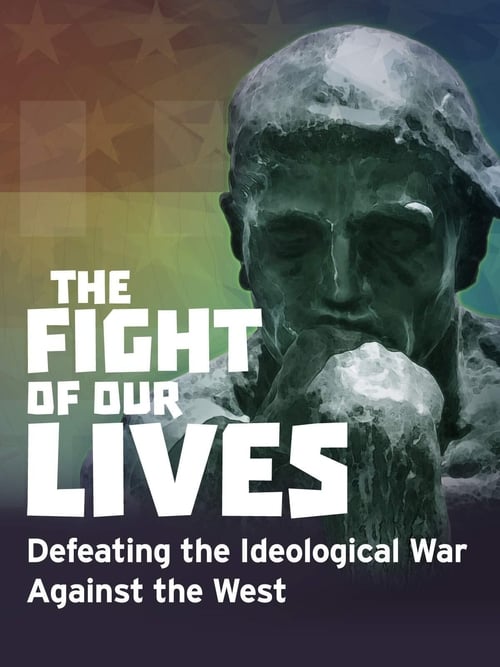 THE
FIGHT
OF OUR
LIVES
Defeating the Ideological War
Against the West